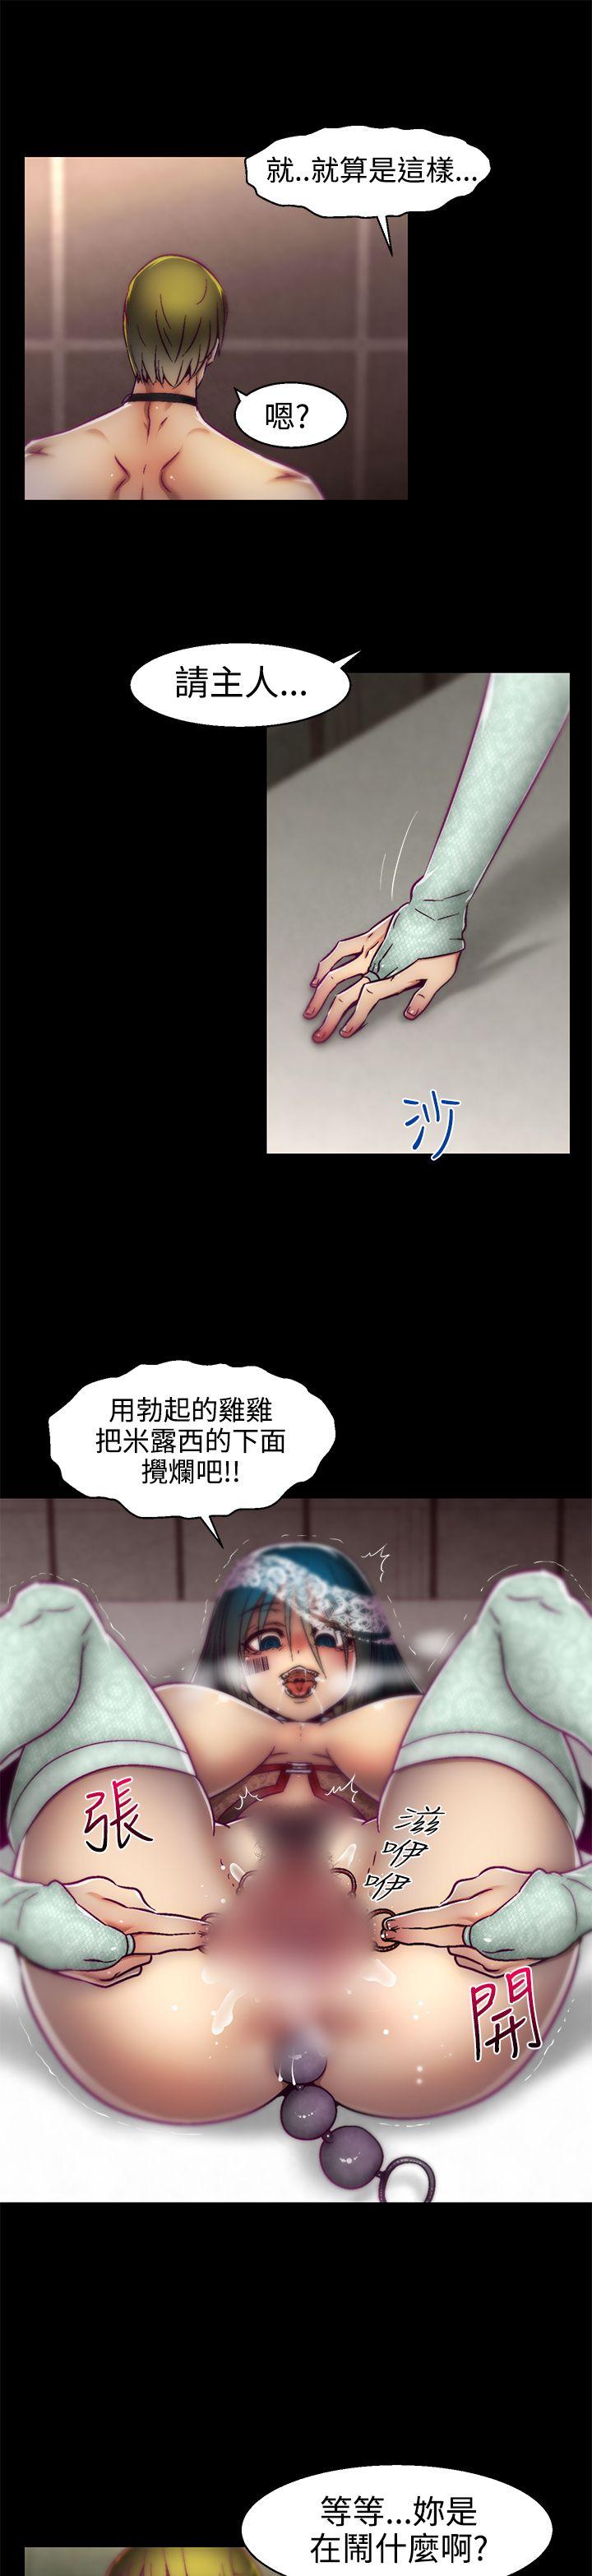 就..就算是這樣...
嗯?
請主人...
沙
用勃起的雞雞
把米露西的下面
攪爛吧!!
張
滋
咿
咿
開
等等...妳是
在鬧什麼啊?